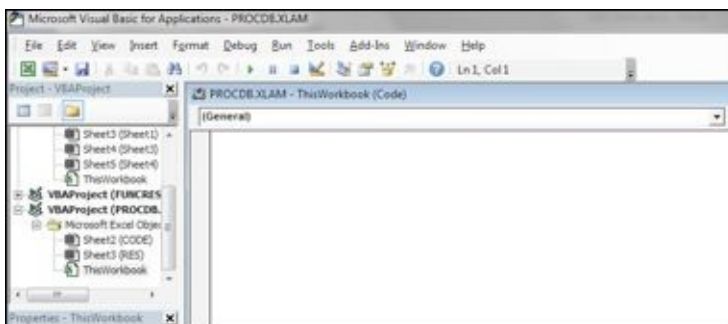 Microsoft Visual Basic for Applications - PROCDB.XLAM
File Edit View Insert Format Debug Run Tools Add-Ins Window Help
Ln 1, Col 1
Project - VBAProject
PROCDB.XLAM - ThisWorkbook (Code)
(General)
Sheet3 (Sheet1)
Sheet4 (Sheet3)
Sheet5 (Sheet4)
ThisWorkbook
VBAProject (FUNCRES
VBAProject (PROCDB.
Microsoft Excel Objec
Sheet2 (CODE)
Sheet3 (RES)
ThisWorkbook
Properties - ThisWorkbook